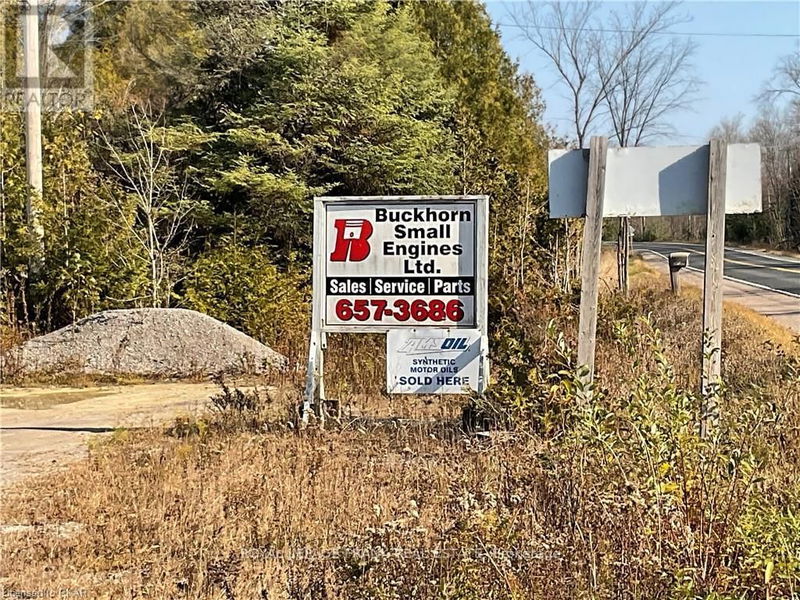 REALTOR
B
Buckhorn
Small
Engines
Ltd.
Sales | Service | Parts
657-3686
AMSOIL
SYNTHETIC
MOTOR OILS
SOLD HERE